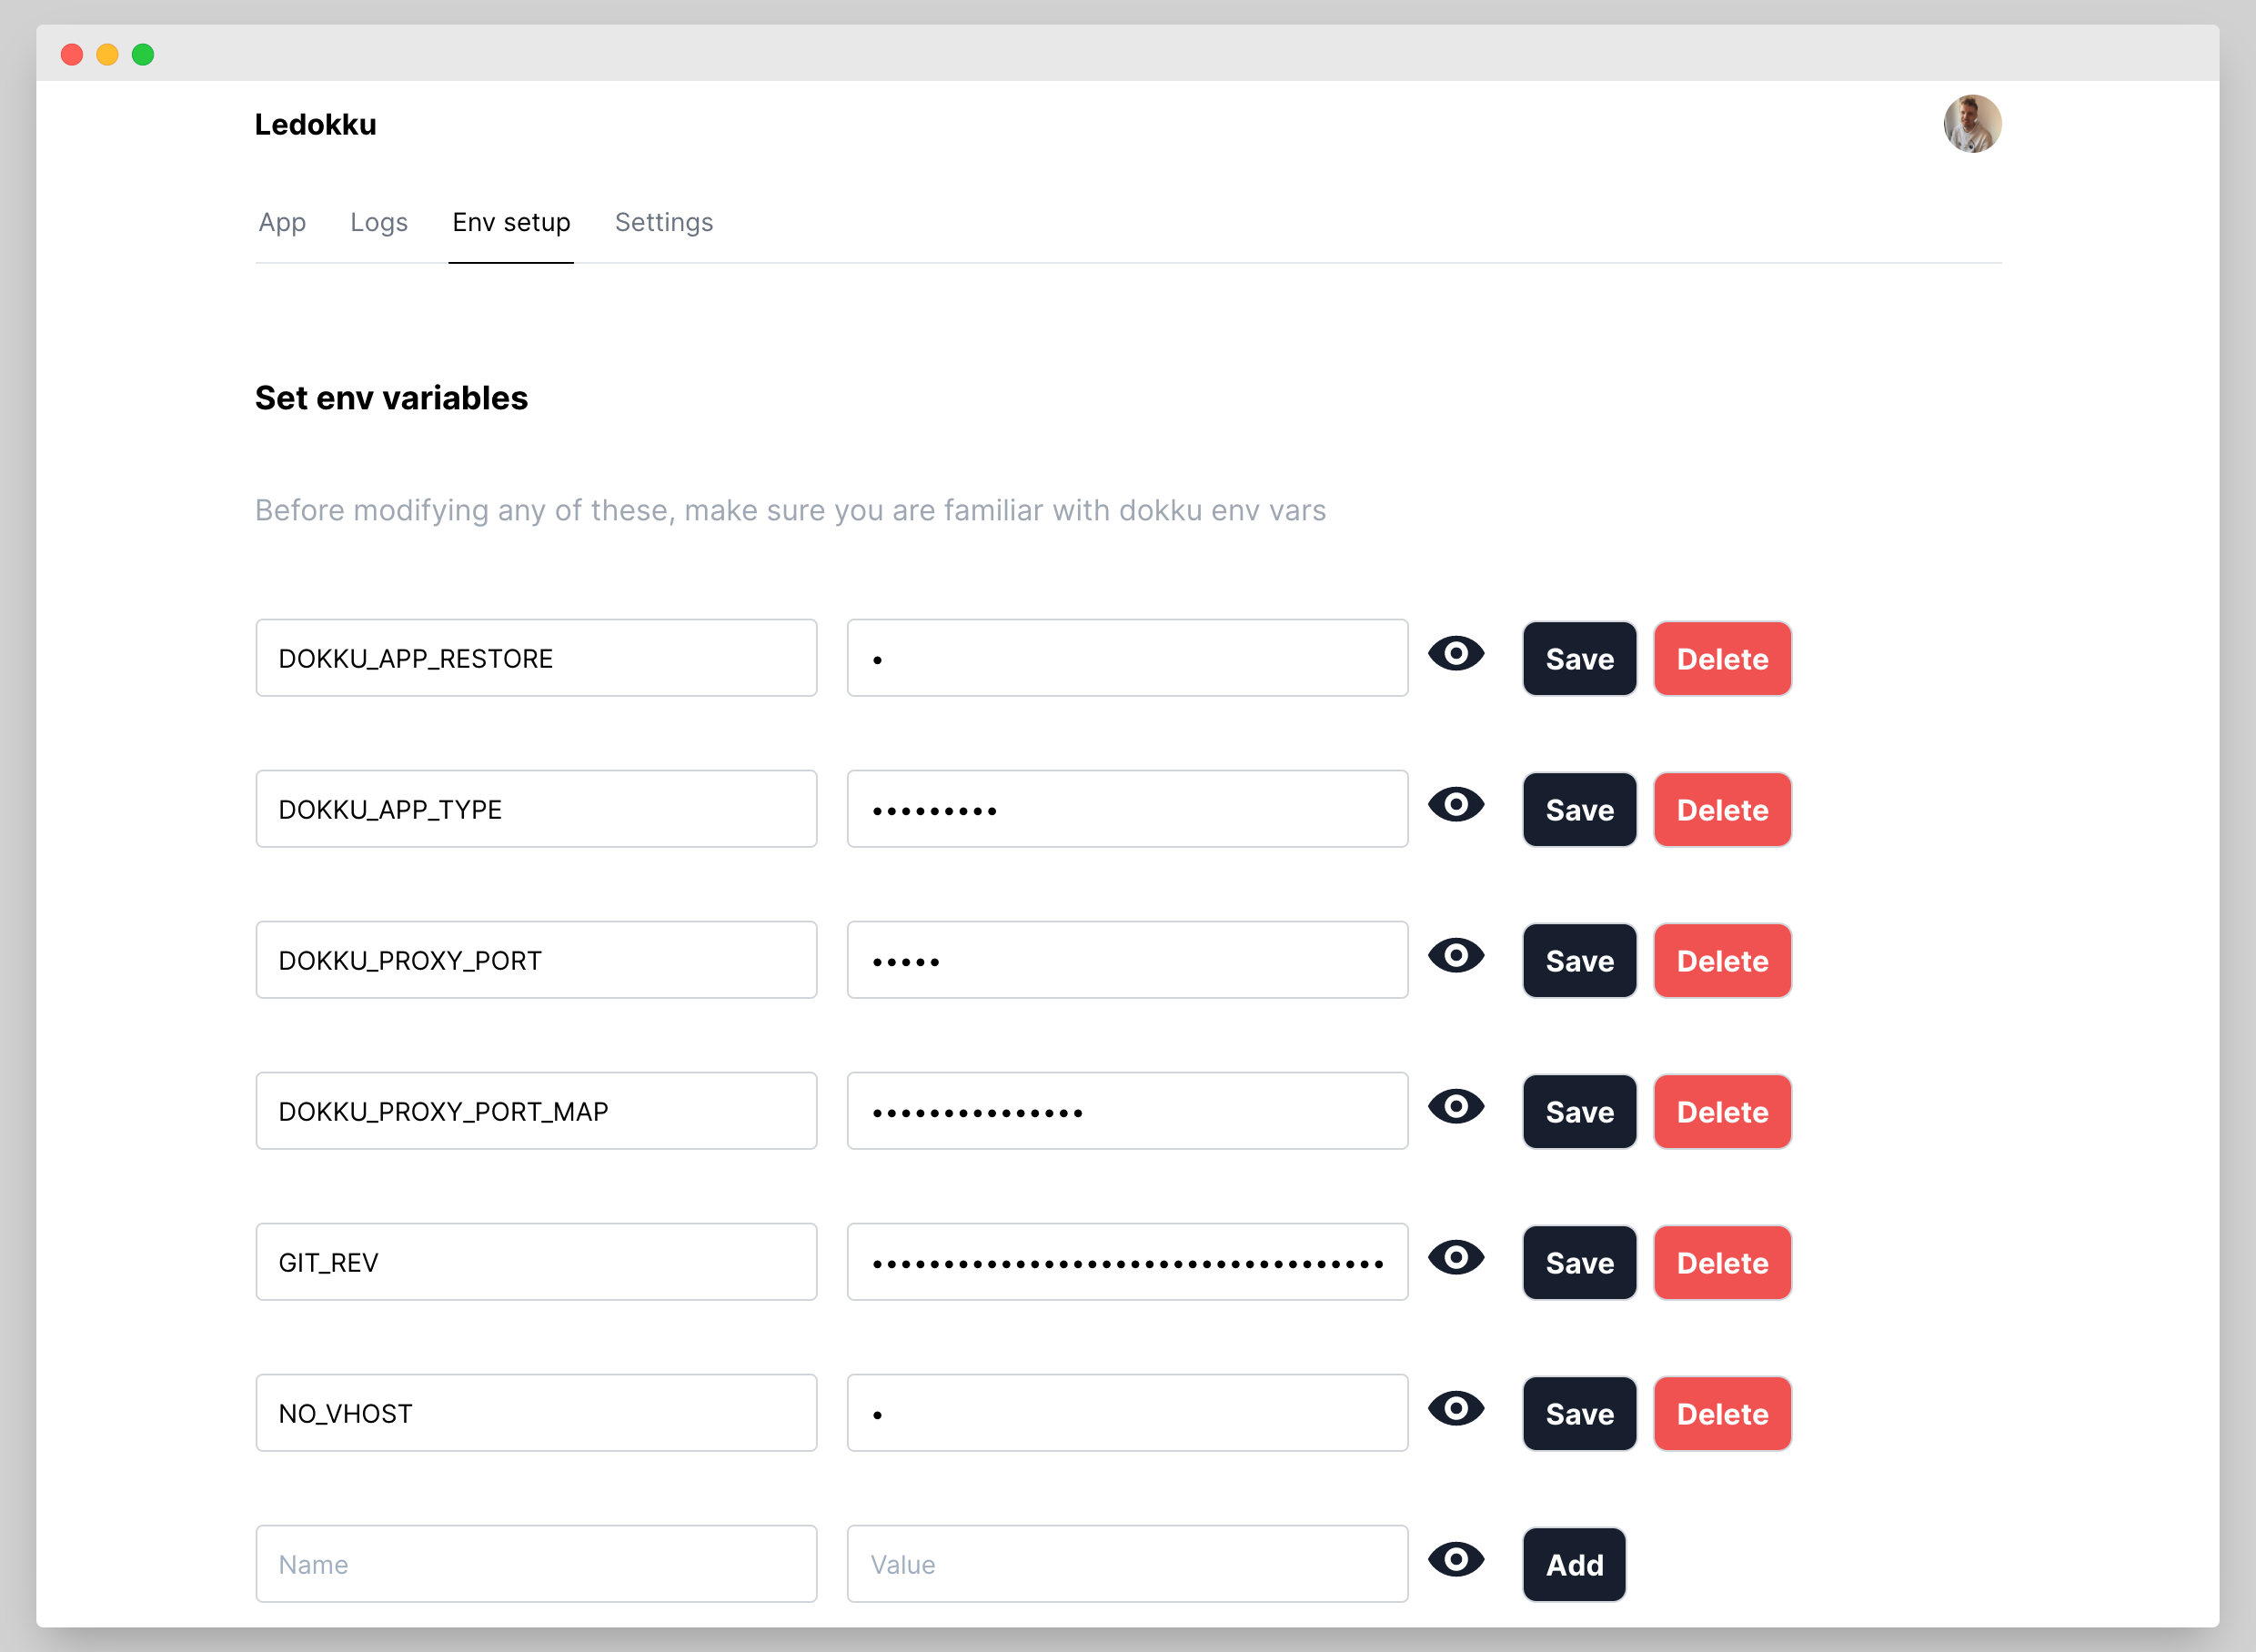 Ledokku
App Logs Env setup Settings
Set env variables
Before modifying any of these, make sure you are familiar with dokku env vars
DOKKU_APP_RESTORE • Save Delete
DOKKU_APP_TYPE ••••••••• Save Delete
DOKKU_PROXY_PORT ••••• Save Delete
DOKKU_PROXY_PORT_MAP ••••••••••••••• Save Delete
GIT_REV •••••••••••••••••••••••••••••••••••• Save Delete
NO_VHOST • Save Delete
Name Value Add